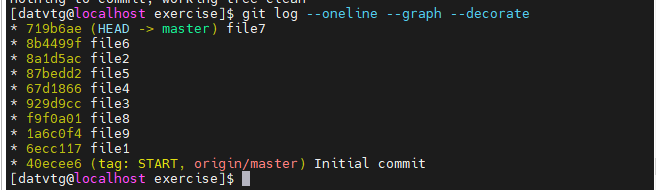 nothing to commit, working tree clean
[datvtg@localhost exercise]$ git log --oneline --graph --decorate
* 719b6ae (HEAD -> master) file7
* 8b4499f file6
* 8a1d5ac file2
* 87bedd2 file5
* 67d1866 file4
* 929d9cc file3
* f9f0a01 file8
* 1a6c0f4 file9
* 6ecc117 file1
* 40ecee6 (tag: START, origin/master) Initial commit
[datvtg@localhost exercise]$